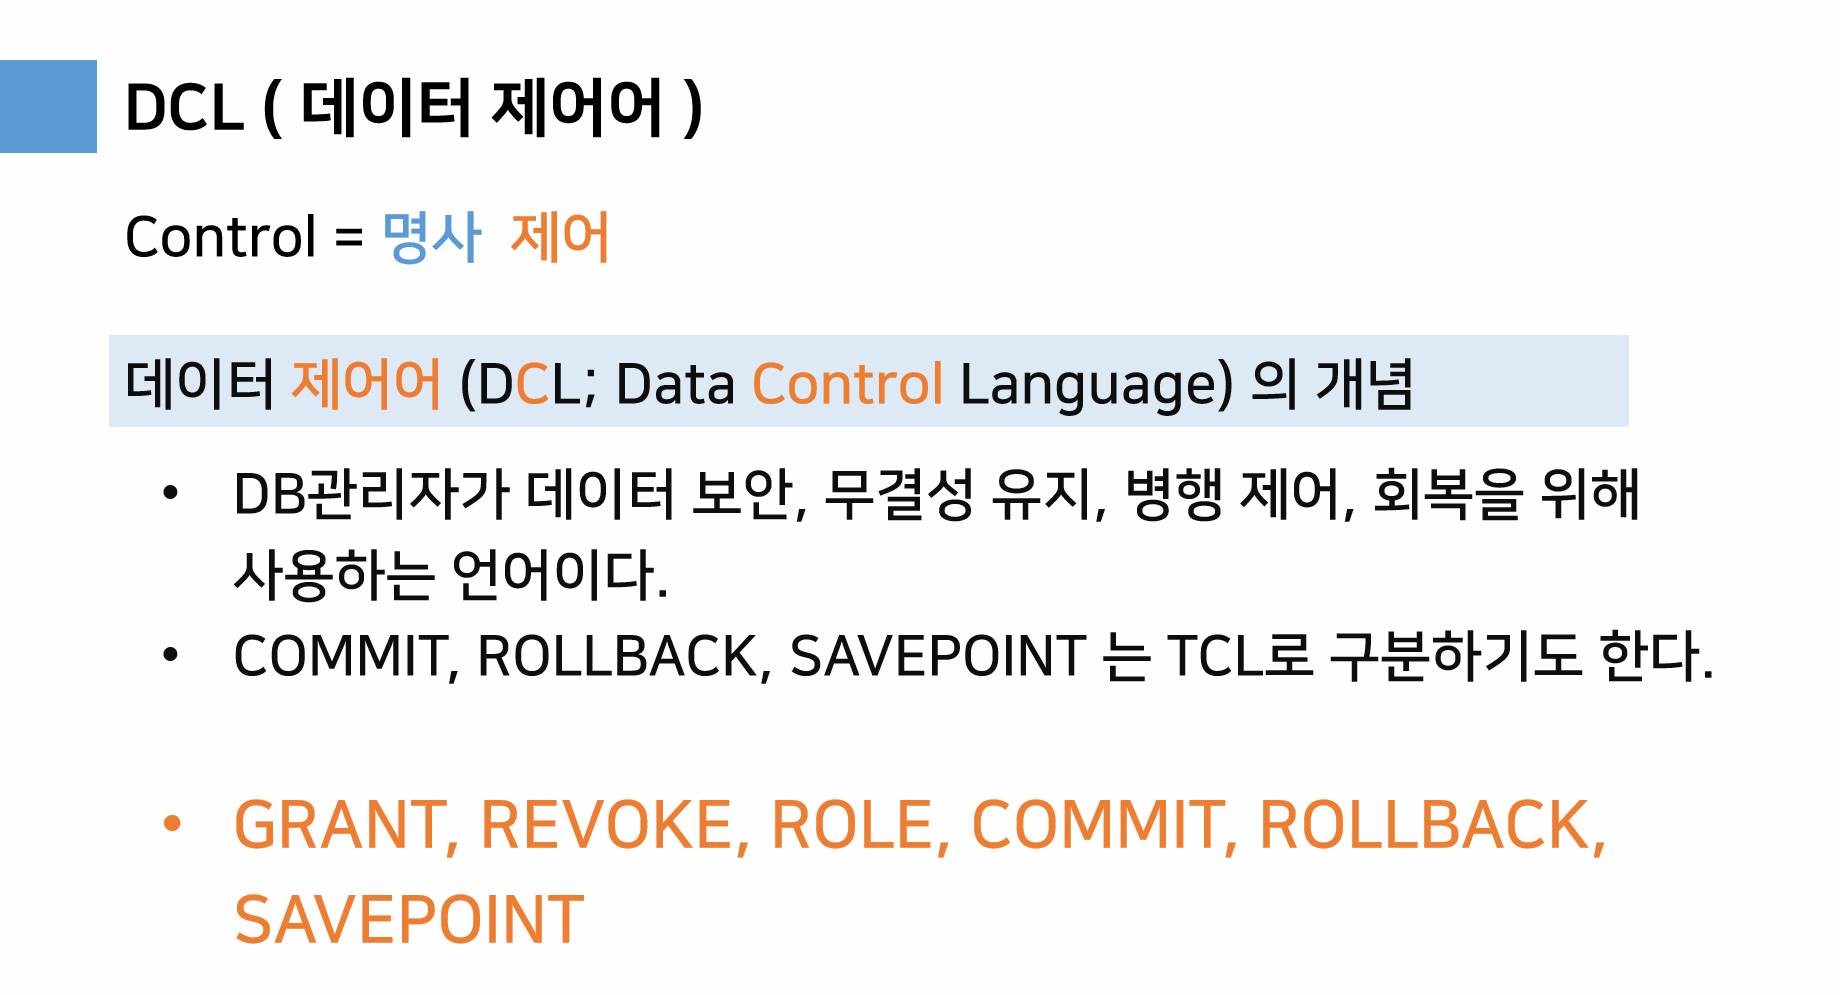 DCL ( 데이터 제어어 )
Control = 명사 제어
데이터 제어어 (DCL; Data Control Language) 의 개념
• DB관리자가 데이터 보안, 무결성 유지, 병행 제어, 회복을 위해
사용하는 언어이다.
• COMMIT, ROLLBACK, SAVEPOINT 는 TCL로 구분하기도 한다.
• GRANT, REVOKE, ROLE, COMMIT, ROLLBACK,
SAVEPOINT